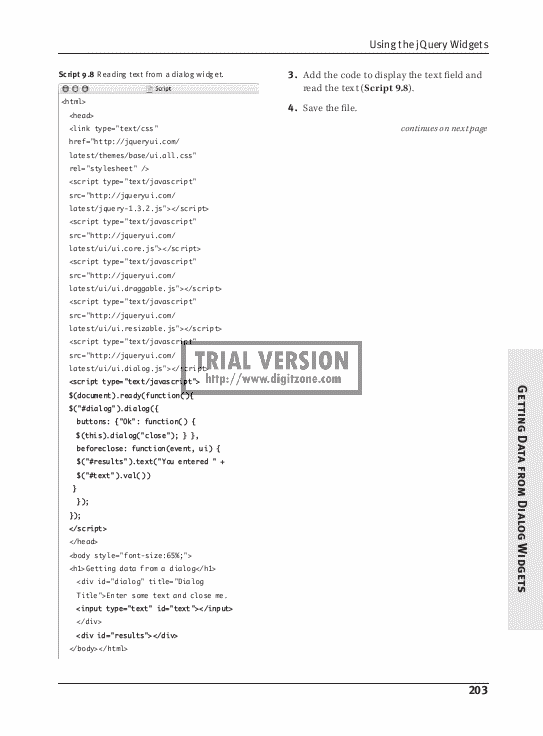 Using the jQuery Widgets
Script 9.8 Reading text from a dialog widget.
Script
<html>
<head>
<link type="text/css"
href="http://jqueryui.com/
latest/themes/base/ui.all.css"
rel="stylesheet" />
<script type="text/javascript"
src="http://jqueryui.com/
latest/jquery-1.3.2.js"></script>
<script type="text/javascript"
src="http://jqueryui.com/
latest/ui/ui.core.js"></script>
<script type="text/javascript"
src="http://jqueryui.com/
latest/ui/ui.draggable.js"></script>
<script type="text/javascript"
src="http://jqueryui.com/
latest/ui/ui.resizable.js"></script>
<script type="text/javascript"
src="http://jqueryui.com/
latest/ui/ui.dialog.js"></script>
<script type="text/javascript">
$(document).ready(function(){
$("#dialog").dialog({
buttons: {"Ok": function() {
$(this).dialog("close"); } },
beforeclose: function(event, ui) {
$("#results").text("You entered " +
$("#text").val())
}
});
});
</script>
</head>
<body style="font-size:65%;">
<h1>Getting data from a dialog</h1>
<div id="dialog" title="Dialog
Title">Enter some text and close me.
<input type="text" id="text"></input>
</div>
<div id="results"></div>
</body></html>
3. Add the code to display the text field and
read the text (Script 9.8).
4. Save the file.
continues on next page
TRIAL VERSION
http://www.digitzone.com
Getting Data from Dialog Widgets
203